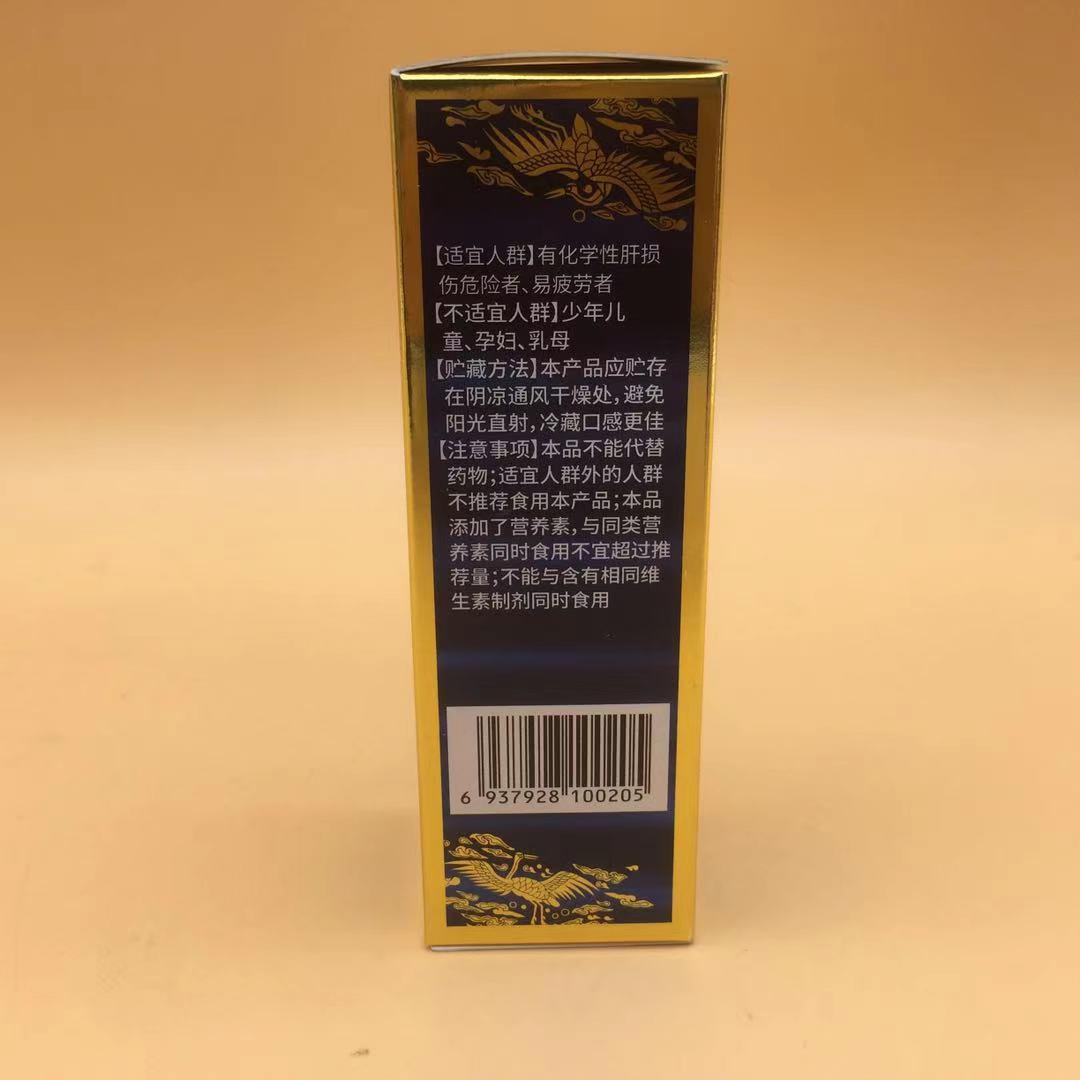 【适宜人群】有化学性肝损
伤危险者、易疲劳者
【不适宜人群】少年儿
童、孕妇、乳母
【贮藏方法】本产品应贮存
在阴凉通风干燥处,避免
阳光直射,冷藏口感更佳
【注意事项】本品不能代替
药物;适宜人群外的人群
不推荐食用本产品;本品
添加了营养素,与同类营
养素同时食用不宜超过推
荐量;不能与含有相同维
生素制剂同时食用
6 937928 100205